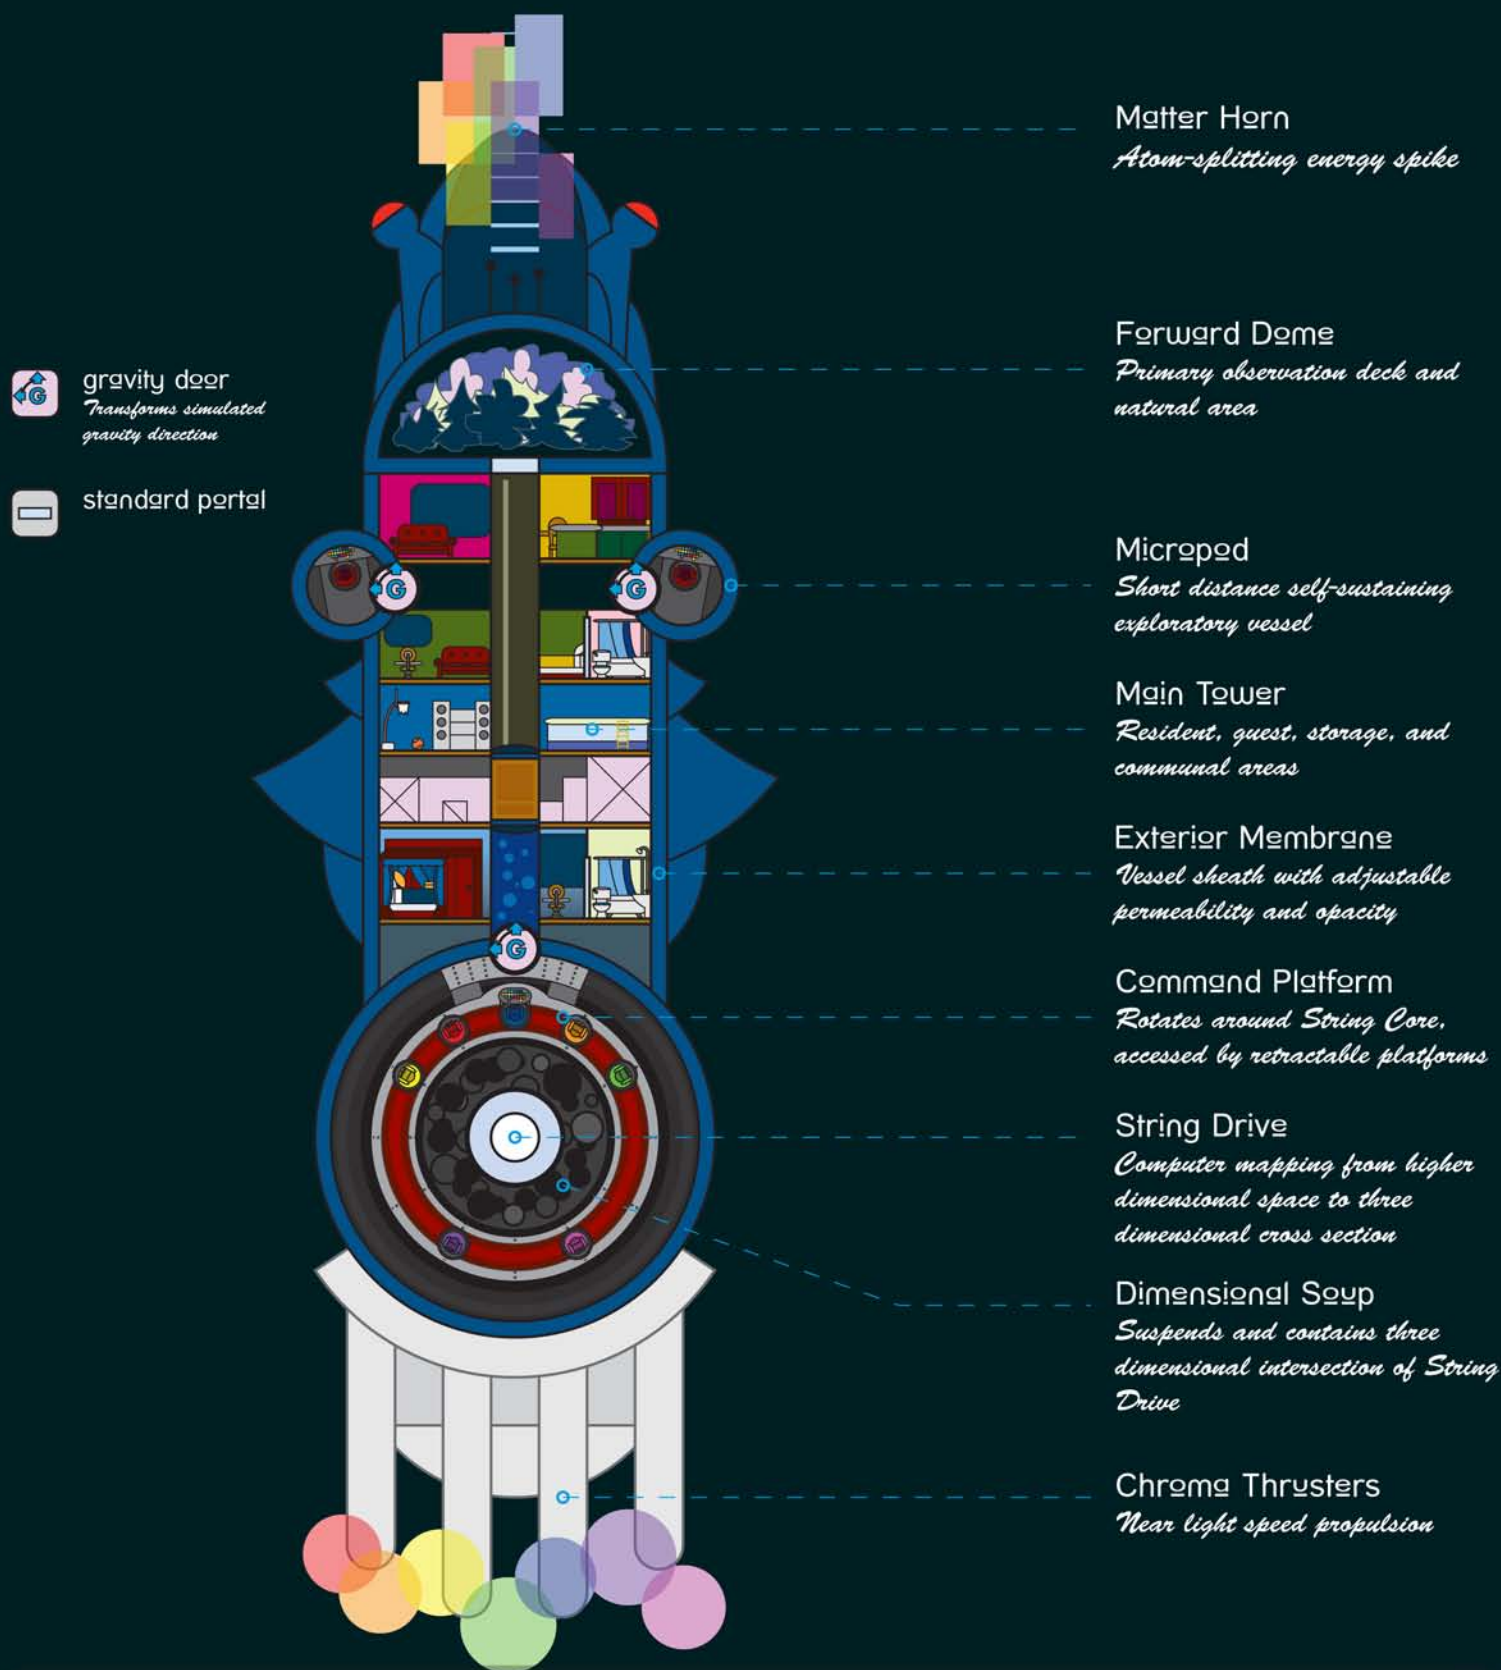 Matter Horn
Atom-splitting energy spike
Forward Dome
Primary observation deck and
natural area
gravity door
Transforms simulated
gravity direction
G
standard portal
Micropod
Short distance self-sustaining
exploratory vessel
G
G
Main Tower
Resident, guest, storage, and
communal areas
Exterior Membrane
Vessel sheath with adjustable
permeability and opacity
G
Command Platform
Rotates around String Core,
accessed by retractable platforms
String Drive
Computer mapping from higher
dimensional space to three
dimensional cross section
Dimensional Soup
Suspends and contains three
dimensional intersection of String
Drive
Chroma Thrusters
Near light speed propulsion